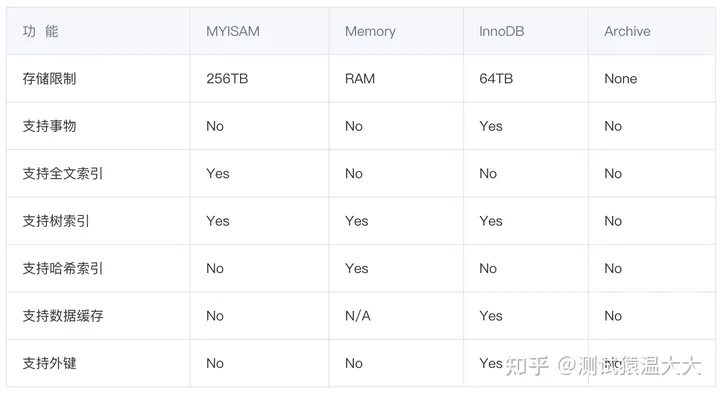 功 能 MYISAM Memory InnoDB Archive
存储限制 256TB RAM 64TB None
支持事物 No No Yes No
支持全文索引 Yes No No No
支持树索引 Yes Yes Yes No
支持哈希索引 No Yes No No
支持数据缓存 No N/A Yes No
支持外键 No No Yes No
知乎 @测试猿温大大